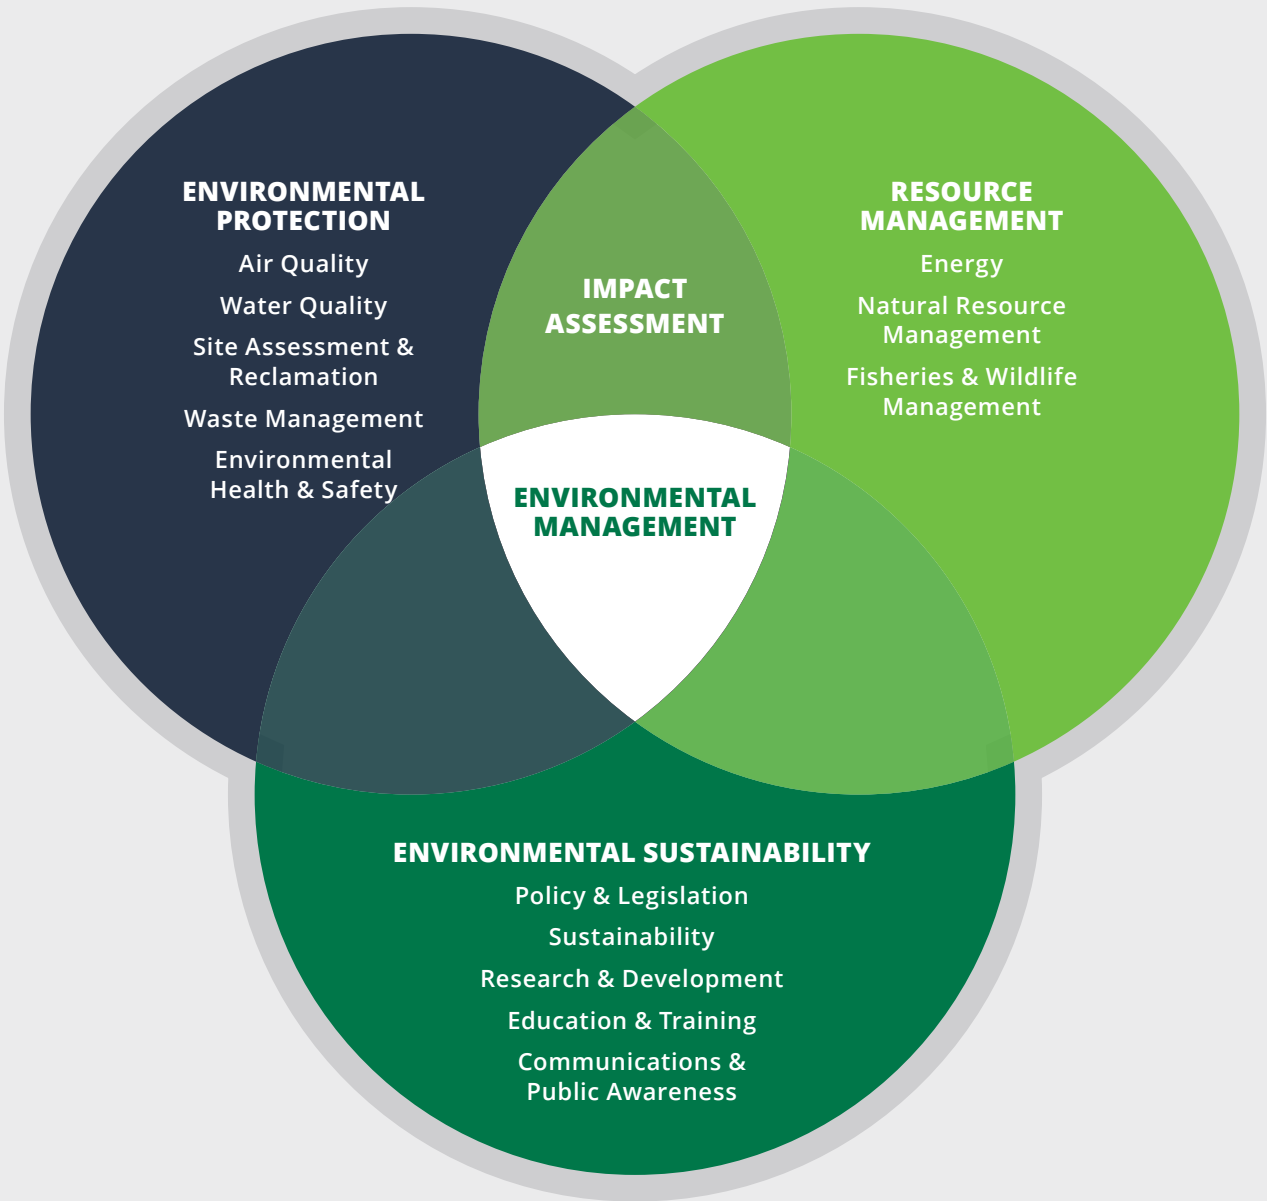 ENVIRONMENTAL
PROTECTION
Air Quality
Water Quality
Site Assessment &
Reclamation
Waste Management
Environmental
Health & Safety
IMPACT
ASSESSMENT
RESOURCE
MANAGEMENT
Energy
Natural Resource
Management
Fisheries & Wildlife
Management
ENVIRONMENTAL
MANAGEMENT
ENVIRONMENTAL SUSTAINABILITY
Policy & Legislation
Sustainability
Research & Development
Education & Training
Communications &
Public Awareness